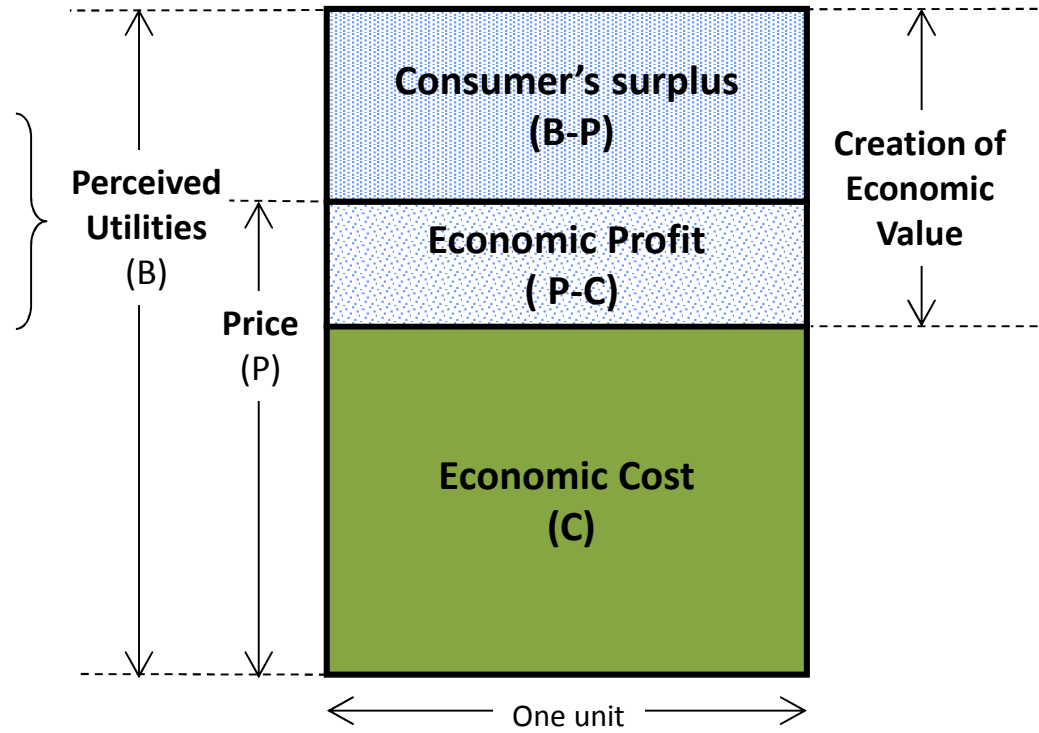 Consumer’s surplus
(B-P)
Creation of
Economic
Value
Perceived
Utilities
(B)
Economic Profit
( P-C)
Price
(P)
Economic Cost
(C)
One unit